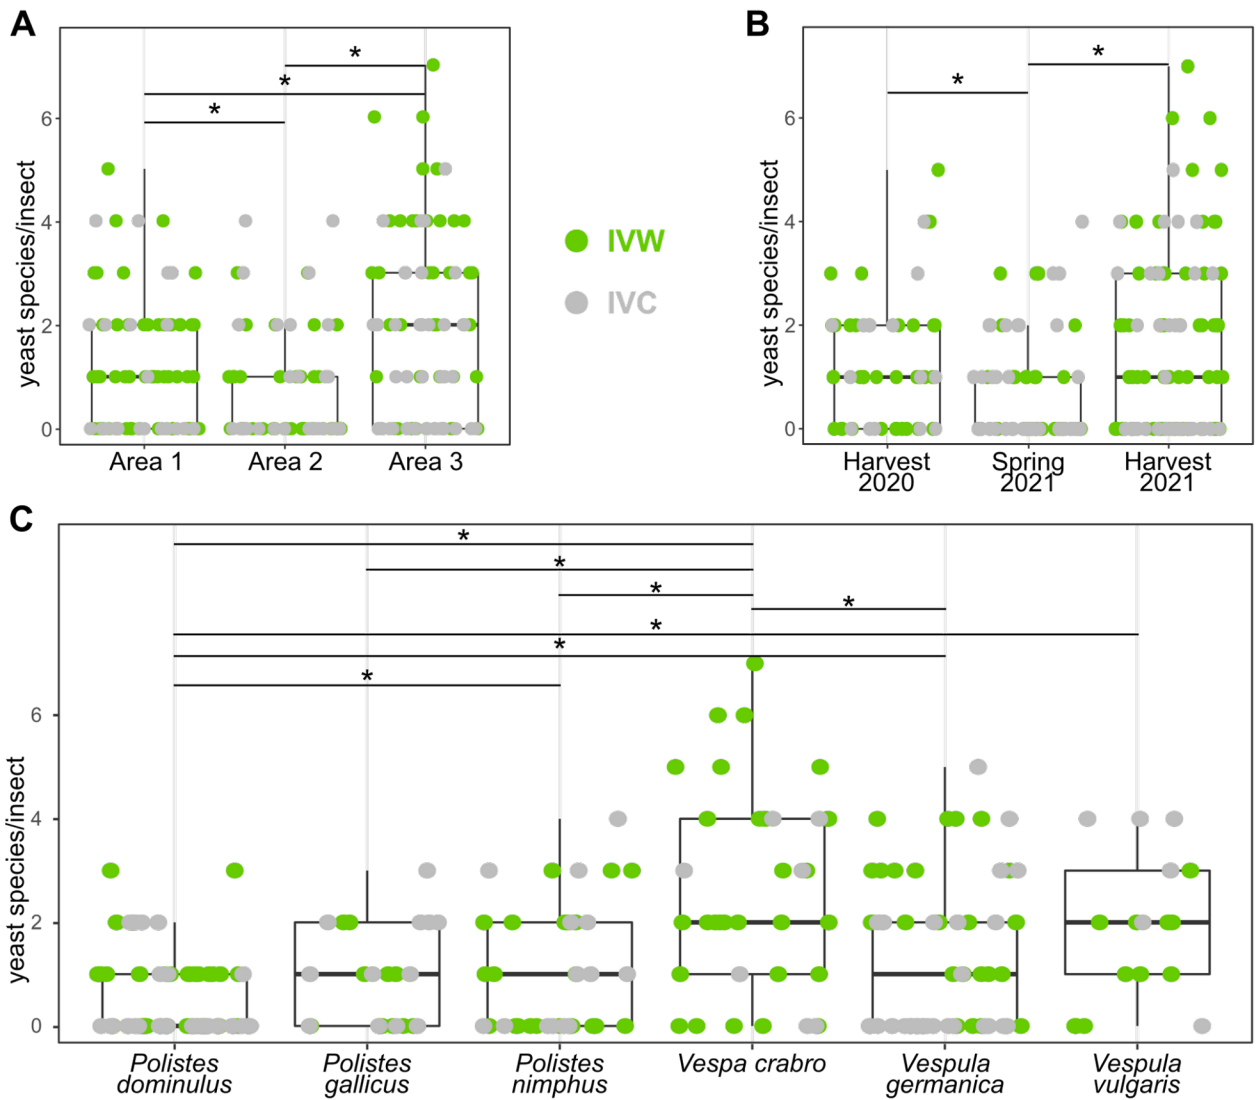 A
yeast species/insect
6
4
2
0
*
*
*
Area 1
Area 2
Area 3
IVW
IVC
B
yeast species/insect
6
4
2
0
*
*
Harvest
2020
Spring
2021
Harvest
2021
C
yeast species/insect
6
4
2
0
*
*
*
*
*
*
*
Polistes
dominulus
Polistes
gallicus
Polistes
nimphus
Vespa crabro
Vespula
germanica
Vespula
vulgaris